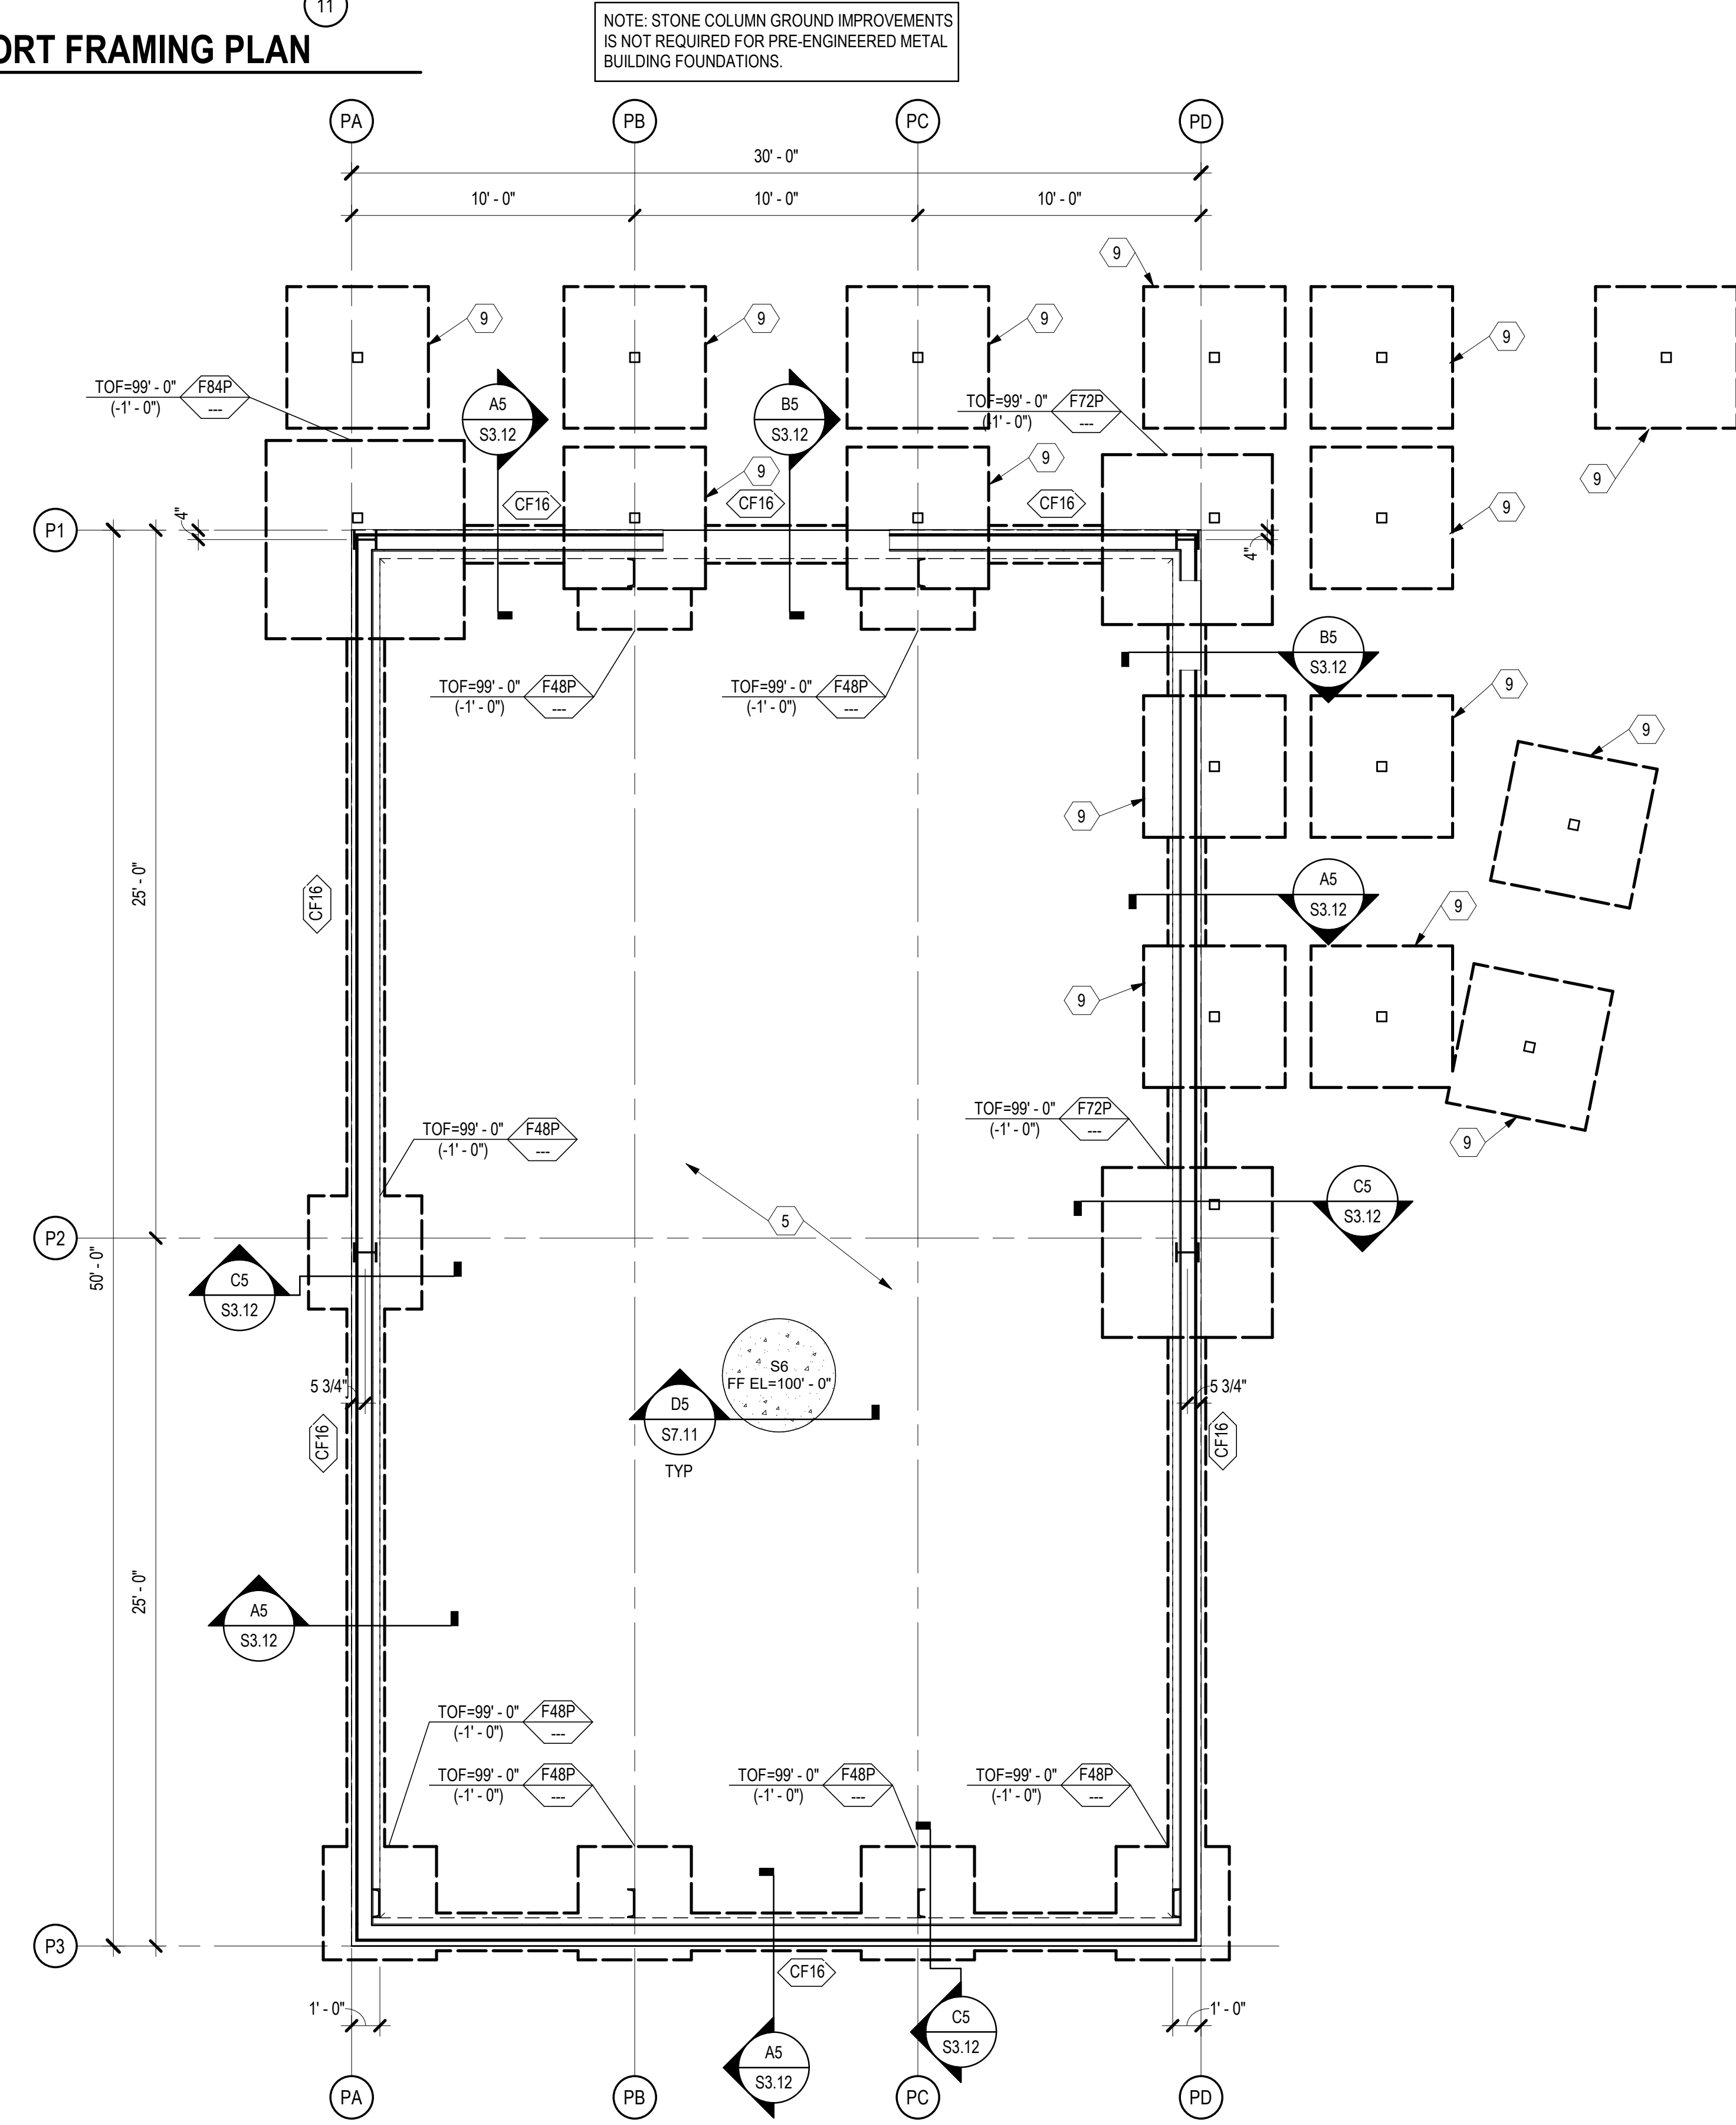 11
ORT FRAMING PLAN
NOTE: STONE COLUMN GROUND IMPROVEMENTS
IS NOT REQUIRED FOR PRE-ENGINEERED METAL
BUILDING FOUNDATIONS.
PA
PB
PC
PD
30' - 0"
10' - 0"
10' - 0"
10' - 0"
9
9
9
9
9
TOF=99' - 0"
(-1' - 0")
F84P
---
A5
S3.12
B5
S3.12
TOF=99' - 0"
(-1' - 0")
F72P
---
9
9
9
9
CF16
CF16
CF16
P1
4"
4"
B5
S3.12
TOF=99' - 0"
(-1' - 0")
F48P
---
TOF=99' - 0"
(-1' - 0")
F48P
---
9
9
9
25' - 0"
CF16
A5
S3.12
9
9
TOF=99' - 0"
(-1' - 0")
F48P
---
TOF=99' - 0"
(-1' - 0")
F72P
---
9
C5
S3.12
5
P2
50' - 0"
C5
S3.12
5 3/4"
S6
FF EL=100' - 0"
5 3/4"
D5
S7.11
TYP
CF16
CF16
25' - 0"
A5
S3.12
TOF=99' - 0"
(-1' - 0")
F48P
---
TOF=99' - 0"
(-1' - 0")
F48P
---
TOF=99' - 0"
(-1' - 0")
F48P
---
TOF=99' - 0"
(-1' - 0")
F48P
---
P3
CF16
1' - 0"
1' - 0"
C5
S3.12
A5
S3.12
PA
PB
PC
PD